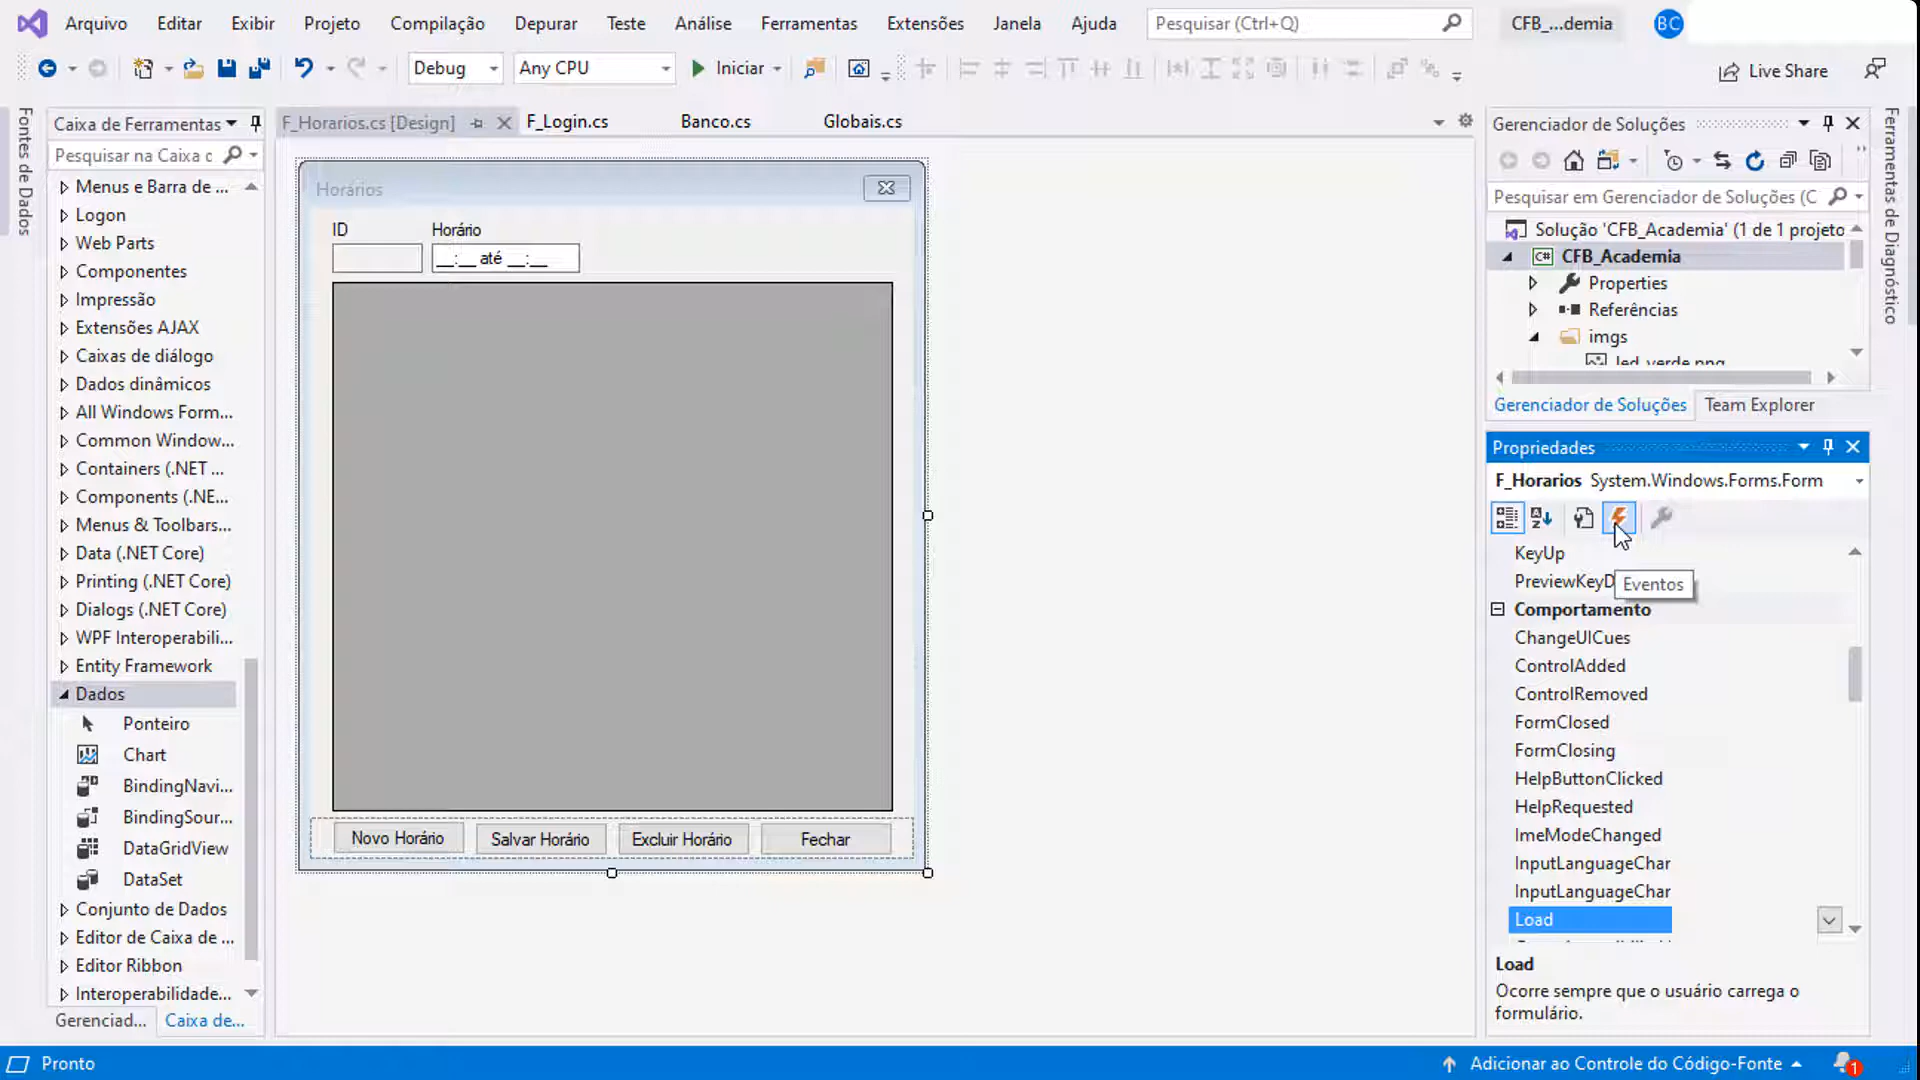 Arquivo Editar Exibir Projeto Compilação Depurar Teste Análise Ferramentas Extensões Janela Ajuda Pesquisar (Ctrl+Q) CFB_...demia BC
Debug Any CPU Iniciar Live Share
Fontes de Dados
Caixa de Ferramentas
Pesquisar na Caixa
Menus e Barra de ...
Logon
Web Parts
Componentes
Impressão
Extensões AJAX
Caixas de diálogo
Dados dinâmicos
All Windows Form...
Common Window...
Containers (.NET ...
Components (.NE...
Menus & Toolbars...
Data (.NET Core)
Printing (.NET Core)
Dialogs (.NET Core)
WPF Interoperabili...
Entity Framework
Dados
Ponteiro
Chart
BindingNavi...
BindingSour...
DataGridView
DataSet
Conjunto de Dados
Editor de Caixa de ...
Editor Ribbon
Interoperabilidade...
Gerenciad... Caixa de...
F_Horarios.cs [Design] F_Login.cs Banco.cs Globais.cs
Horários
ID Horário
__:__ até __:__
Novo Horário Salvar Horário Excluir Horário Fechar
Gerenciador de Soluções
Pesquisar em Gerenciador de Soluções (C
Solução 'CFB_Academia' (1 de 1 projeto
C# CFB_Academia
Properties
Referências
imgs
led_verde.png
Gerenciador de Soluções Team Explorer
Propriedades
F_Horarios System.Windows.Forms.Form
KeyUp
PreviewKeyD
Eventos
Comportamento
ChangeUICues
ControlAdded
ControlRemoved
FormClosed
FormClosing
HelpButtonClicked
HelpRequested
ImeModeChanged
InputLanguageChar
InputLanguageChar
Load
Load
Ocorre sempre que o usuário carrega o
formulário.
Ferramentas de Diagnóstico
Pronto Adicionar ao Controle do Código-Fonte 1